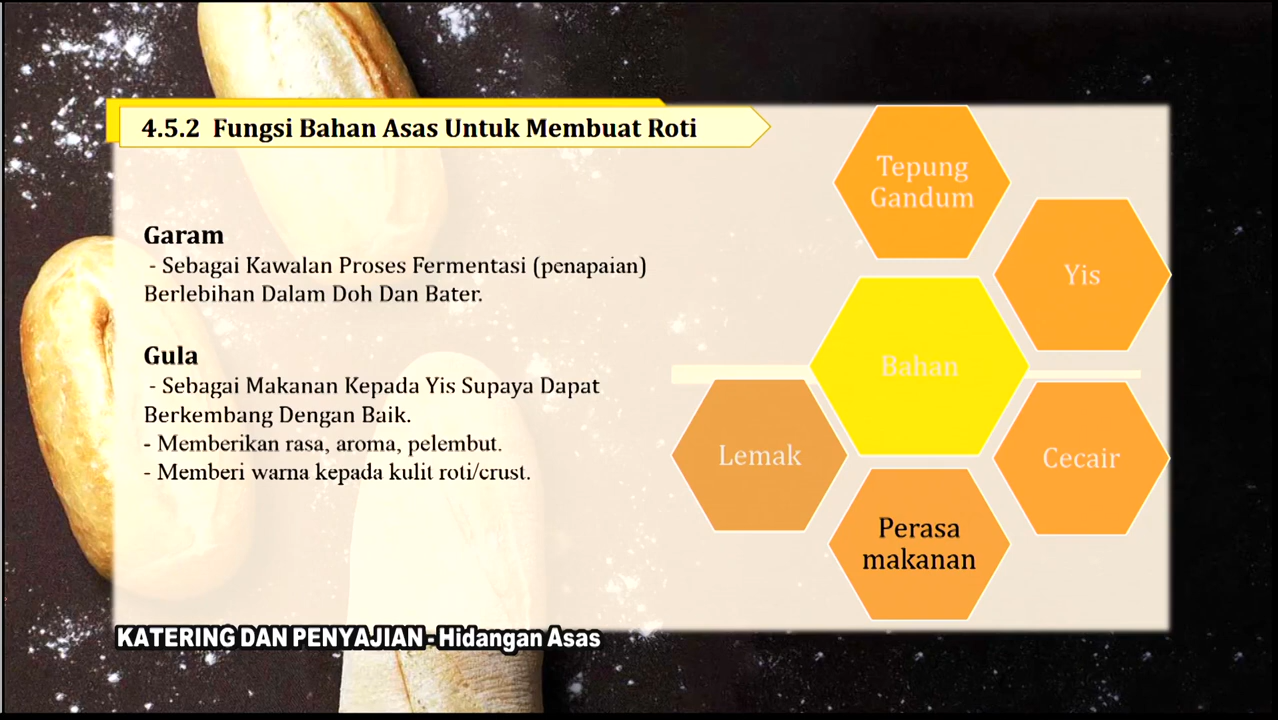 4.5.2 Fungsi Bahan Asas Untuk Membuat Roti
Garam
- Sebagai Kawalan Proses Fermentasi (penapaian)
Berlebihan Dalam Doh Dan Bater.
Gula
- Sebagai Makanan Kepada Yis Supaya Dapat
Berkembang Dengan Baik.
- Memberikan rasa, aroma, pelembut.
- Memberi warna kepada kulit roti/crust.
Tepung
Gandum
Yis
Bahan
Lemak
Cecair
Perasa
makanan
KATERING DAN PENYAJIAN - Hidangan Asas